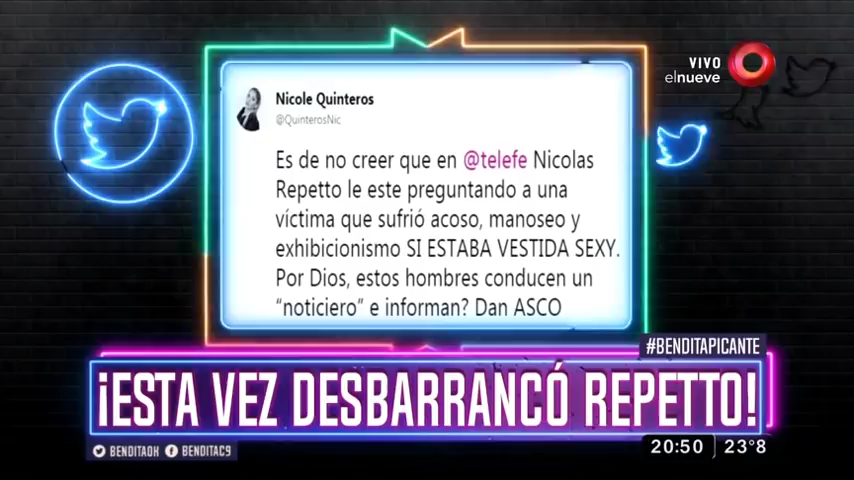 VIVO
elnueve
Nicole Quinteros
@QuinterosNic
Es de no creer que en @telefe Nicolas
Repetto le este preguntando a una
víctima que sufrió acoso, manoseo y
exhibicionismo SI ESTABA VESTIDA SEXY.
Por Dios, estos hombres conducen un
“noticiero” e informan? Dan ASCO
#BENDITAPICANTE
¡ESTA VEZ DESBARRANCÓ REPETTO!
BENDITAOK BENDITAC9
20:50 23°8